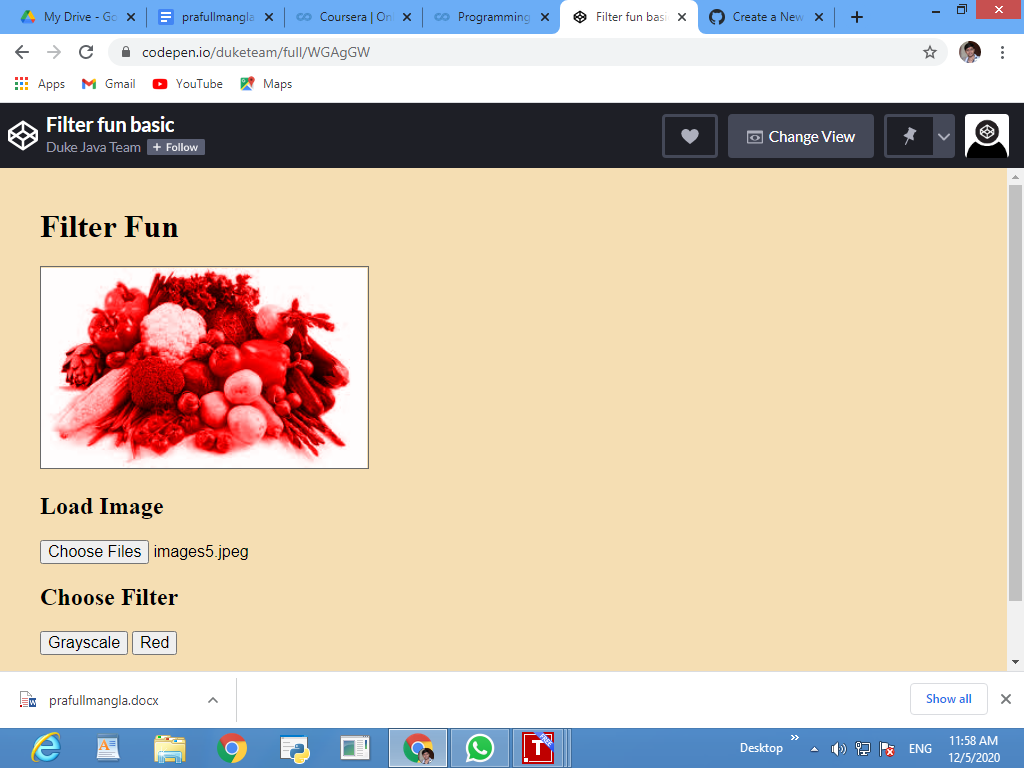 My Drive - Go
prafullmangla
Coursera | Onl
Programming
Filter fun basi
Create a New
codepen.io/duketeam/full/WGAgGW
Apps
Gmail
YouTube
Maps
Filter fun basic
Duke Java Team
+ Follow
Change View
Filter Fun
Load Image
Choose Files images5.jpeg
Choose Filter
Grayscale Red
prafullmangla.docx
Show all
Desktop
ENG
11:58 AM
12/5/2020